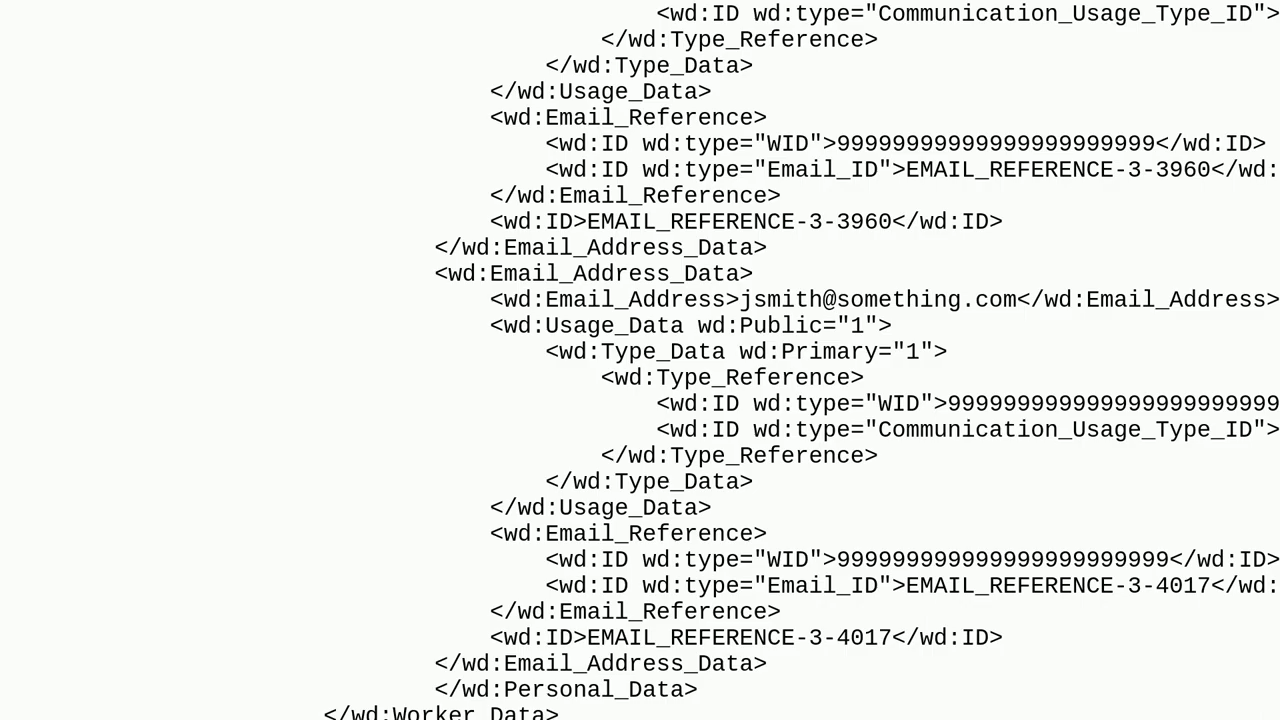 <wd:ID wd:type="Communication_Usage_Type_ID">
</wd:Type_Reference>
</wd:Type_Data>
</wd:Usage_Data>
<wd:Email_Reference>
<wd:ID wd:type="WID">99999999999999999999999</wd:ID>
<wd:ID wd:type="Email_ID">EMAIL_REFERENCE-3-3960</wd:
</wd:Email_Reference>
<wd:ID>EMAIL_REFERENCE-3-3960</wd:ID>
</wd:Email_Address_Data>
<wd:Email_Address_Data>
<wd:Email_Address>jsmith@something.com</wd:Email_Address>
<wd:Usage_Data wd:Public="1">
<wd:Type_Data wd:Primary="1">
<wd:Type_Reference>
<wd:ID wd:type="WID">999999999999999999999999
<wd:ID wd:type="Communication_Usage_Type_ID">
</wd:Type_Reference>
</wd:Type_Data>
</wd:Usage_Data>
<wd:Email_Reference>
<wd:ID wd:type="WID">999999999999999999999999</wd:ID>
<wd:ID wd:type="Email_ID">EMAIL_REFERENCE-3-4017</wd:
</wd:Email_Reference>
<wd:ID>EMAIL_REFERENCE-3-4017</wd:ID>
</wd:Email_Address_Data>
</wd:Personal_Data>
</wd:Worker_Data>